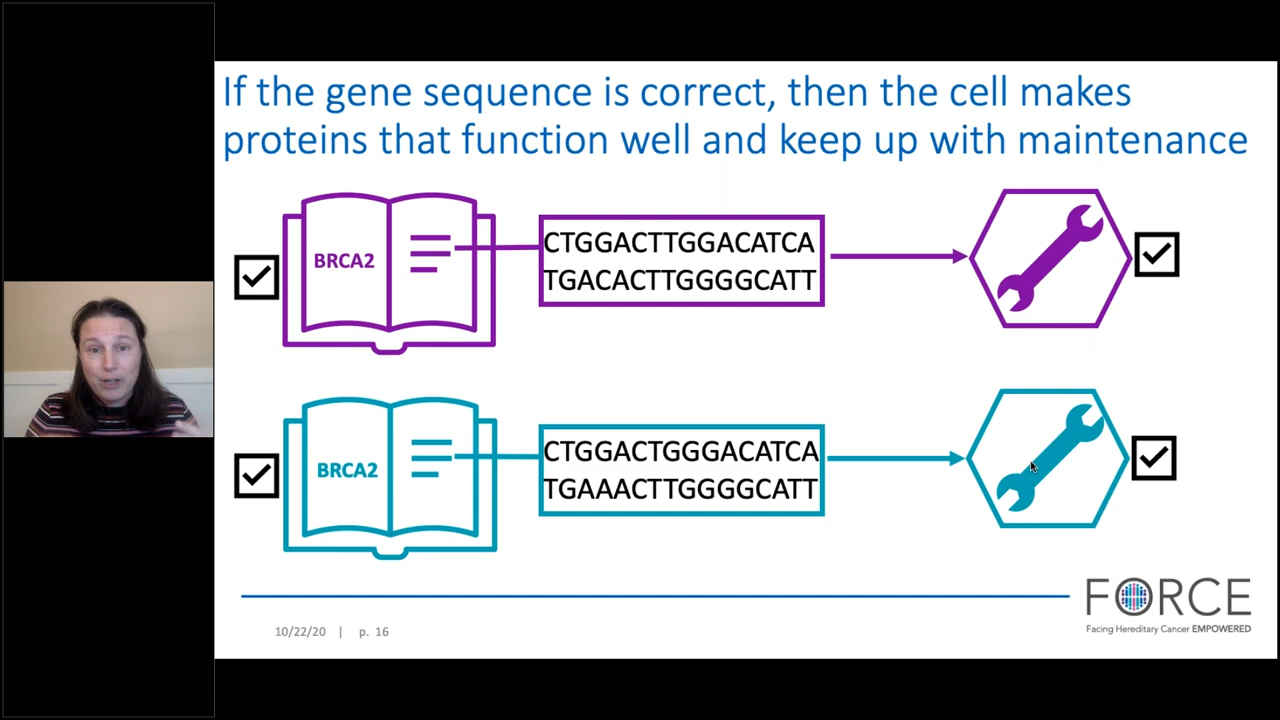 If the gene sequence is correct, then the cell makes
proteins that function well and keep up with maintenance
BRCA2
CTGGACTTGGACATCA
TGACACTTGGGGCATT
BRCA2
CTGGACTGGGACATCA
TGAAACTTGGGGCATT
10/22/20 | p. 16
FORCE
Facing Hereditary Cancer EMPOWERED